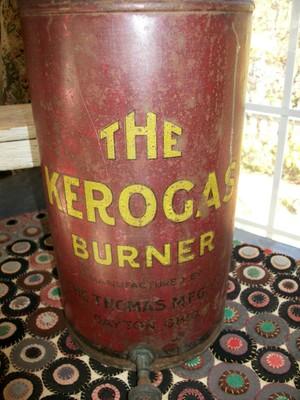 THE
KEROGAS
BURNER
MANUFACTURED BY
THE THOMAS MFG.
DAYTON, OHIO